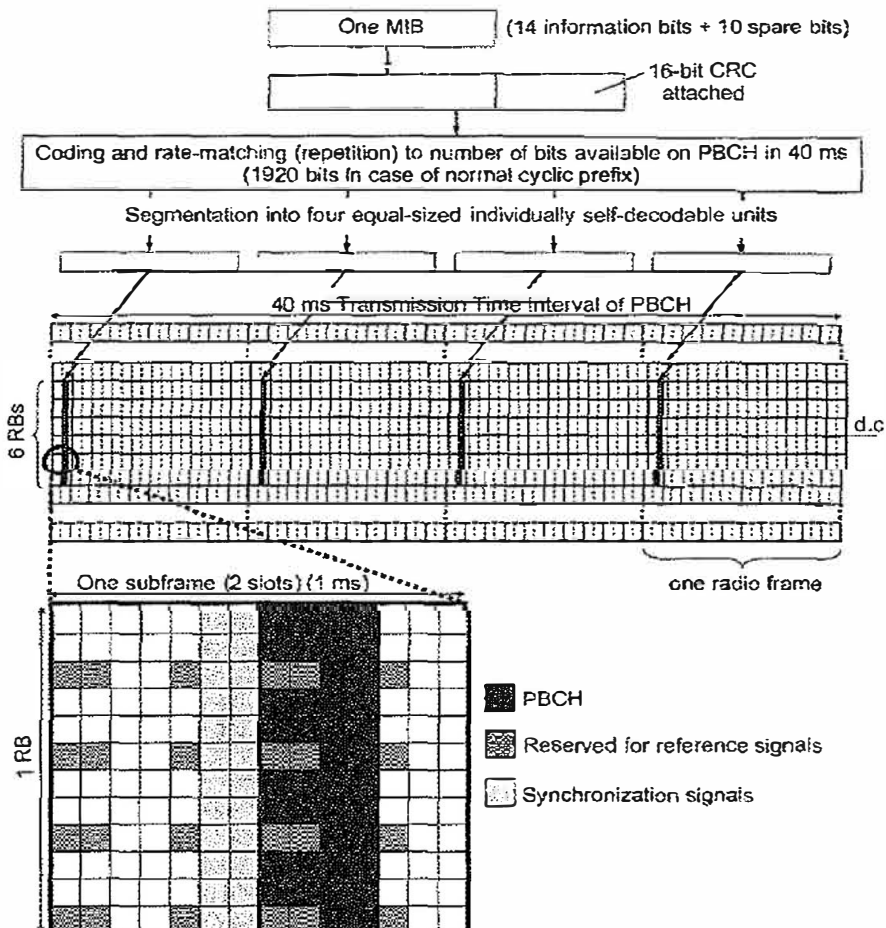 One MIB
(14 information bits + 10 spare bits)
16-bit CRC
attached
Coding and rate-matching (repetition) to number of bits available on PBCH in 40 ms
(1920 bits in case of normal cyclic prefix)
Segmentation into four equal-sized individually self-decodable units
40 ms Transmission Time Interval of PBCH
6 RBs
d.c
one radio frame
One subframe (2 slots) (1 ms)
1 RB
PBCH
Reserved for reference signals
Synchronization signals